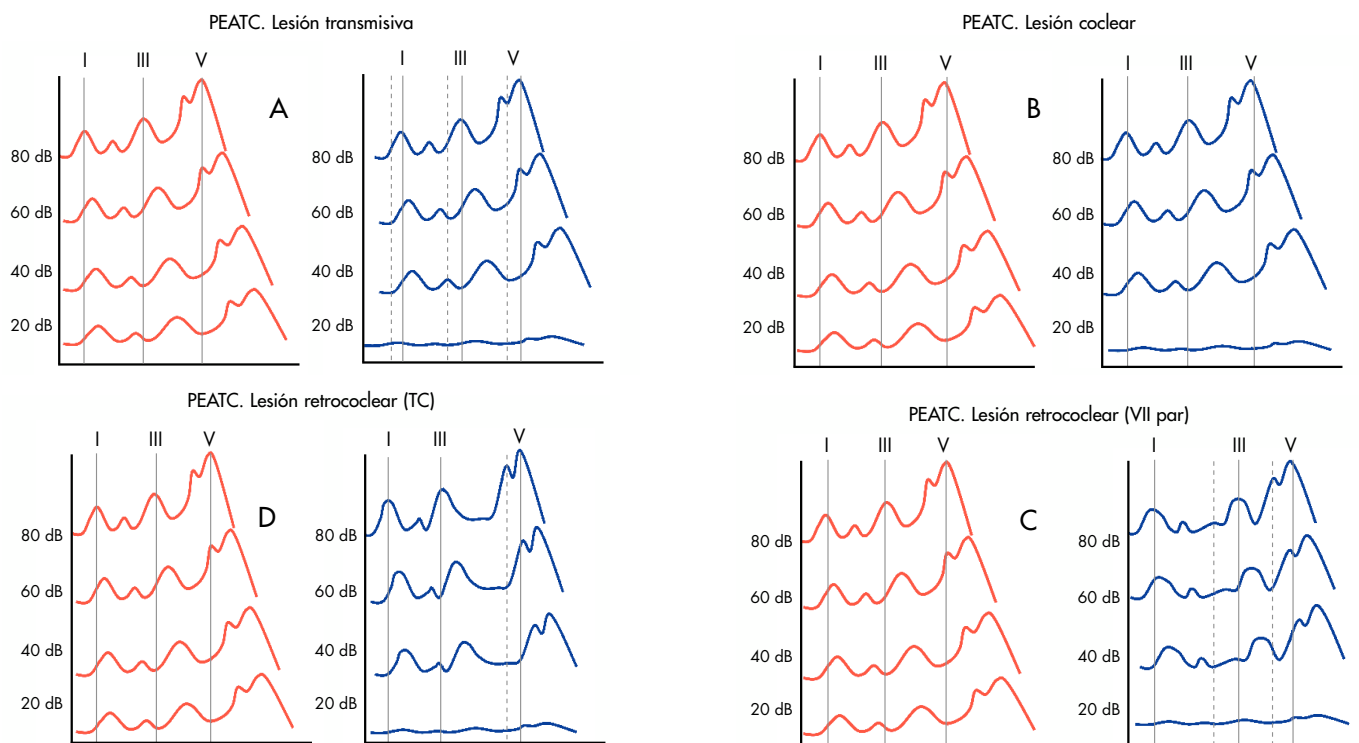 PEATC. Lesión transmisiva
I III V I III V
A
80 dB 80 dB
60 dB 60 dB
40 dB 40 dB
20 dB 20 dB
PEATC. Lesión coclear
I III V I III V
B
80 dB 80 dB
60 dB 60 dB
40 dB 40 dB
20 dB 20 dB
PEATC. Lesión retrococlear (TC)
I III V I III V
D
80 dB 80 dB
60 dB 60 dB
40 dB 40 dB
20 dB 20 dB
PEATC. Lesión retrococlear (VII par)
I III V I III V
C
80 dB 80 dB
60 dB 60 dB
40 dB 40 dB
20 dB 20 dB